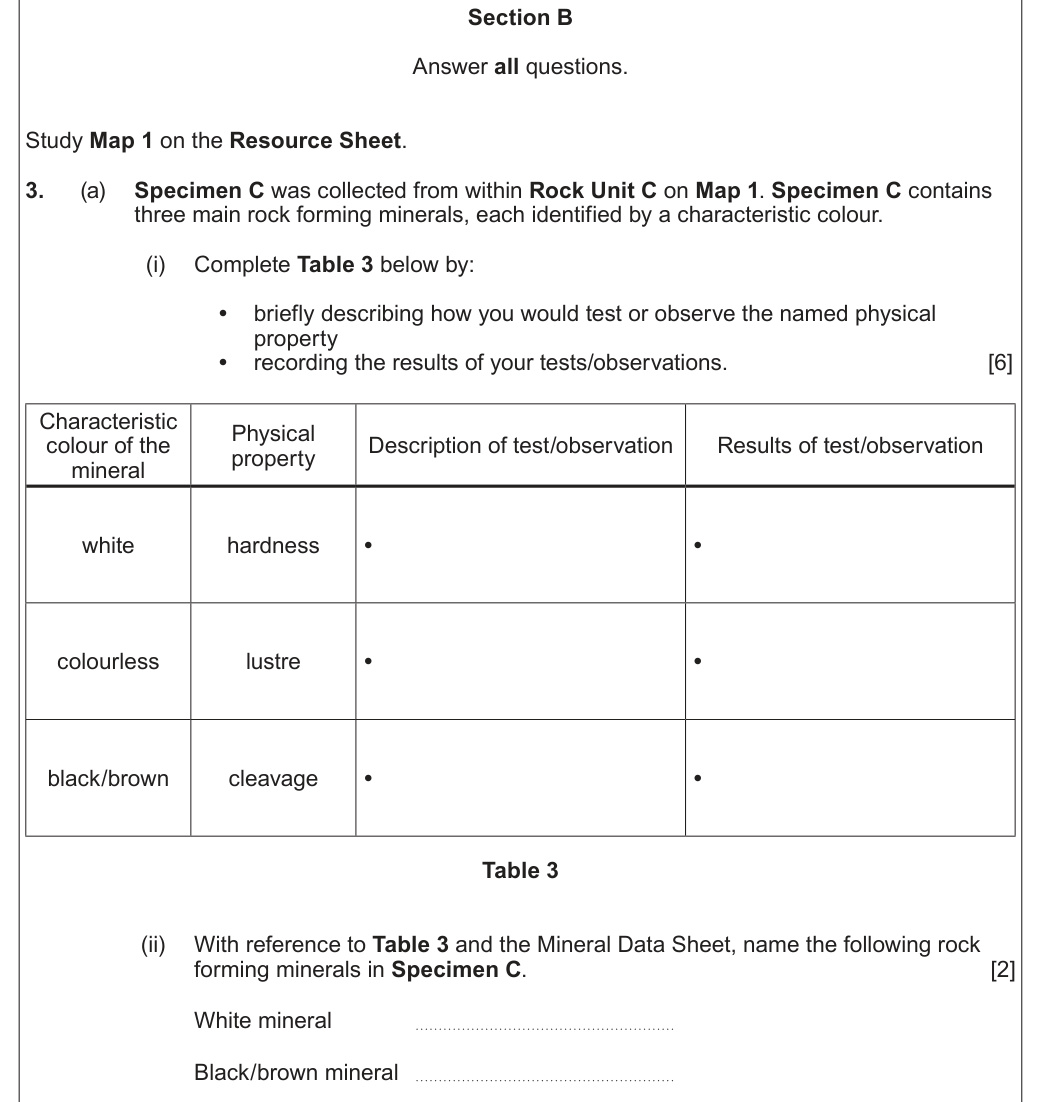 Section B
Answer all questions.
Study Map 1 on the Resource Sheet.
3. (a) Specimen C was collected from within Rock Unit C on Map 1. Specimen C contains
three main rock forming minerals, each identified by a characteristic colour.
(i) Complete Table 3 below by:
• briefly describing how you would test or observe the named physical
property
• recording the results of your tests/observations. [6]
Characteristic
colour of the
mineral
Physical
property
Description of test/observation
Results of test/observation
white
hardness
•
•
colourless
lustre
•
•
black/brown
cleavage
•
•
Table 3
(ii) With reference to Table 3 and the Mineral Data Sheet, name the following rock
forming minerals in Specimen C. [2]
White mineral
Black/brown mineral